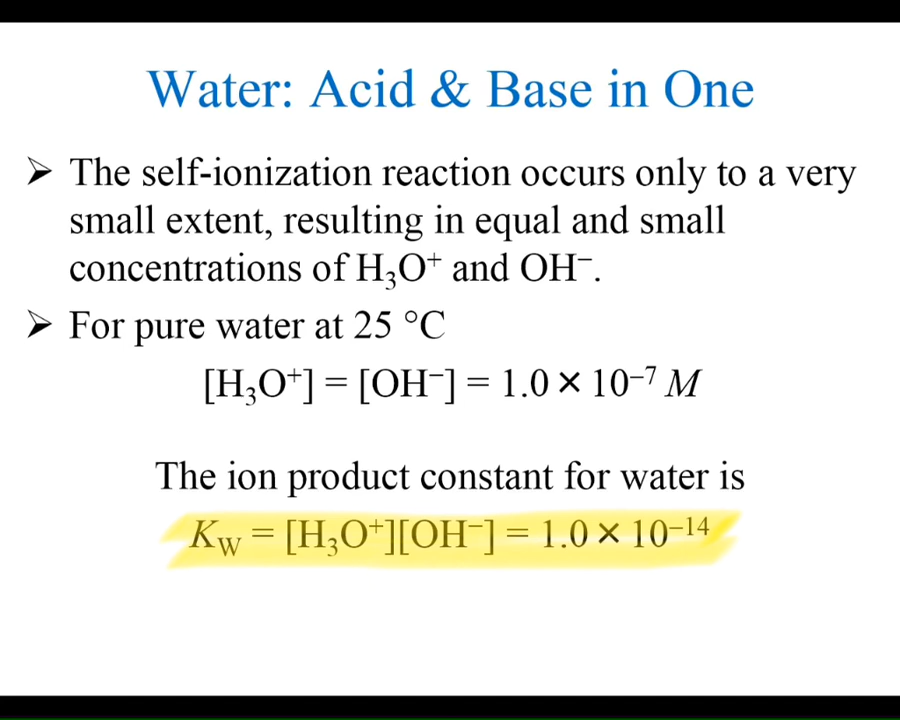 Water: Acid & Base in One
➢ The self-ionization reaction occurs only to a very
small extent, resulting in equal and small
concentrations of H₃O⁺ and OH⁻.
➢ For pure water at 25 °C
[H₃O⁺] = [OH⁻] = 1.0 × 10⁻⁷ M
The ion product constant for water is
K_W = [H₃O⁺][OH⁻] = 1.0 × 10⁻¹⁴